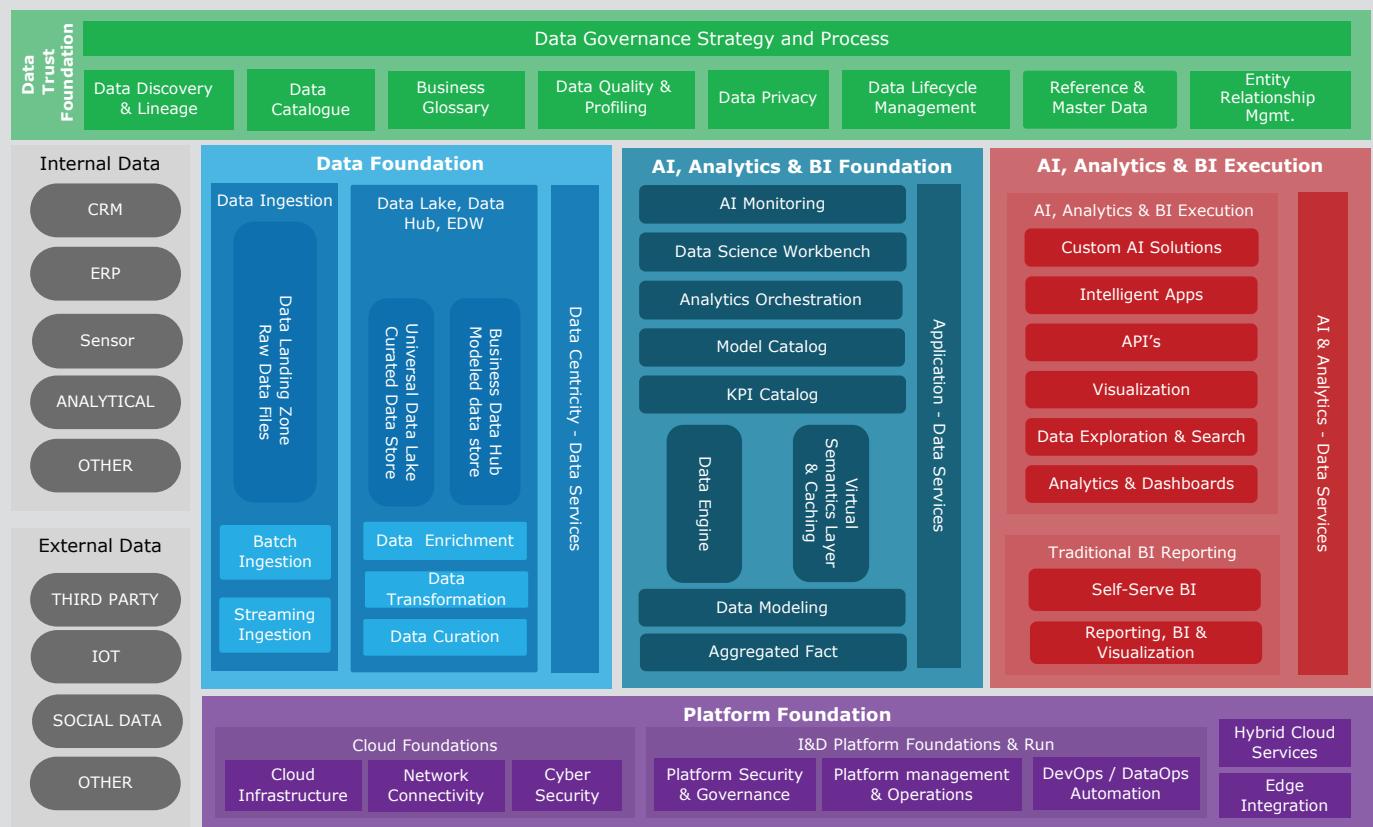 Data
Trust
Foundation
Data Governance Strategy and Process
Data Discovery
& Lineage
Data
Catalogue
Business
Glossary
Data Quality &
Profiling
Data Privacy
Data Lifecycle
Management
Reference &
Master Data
Entity
Relationship
Mgmt.
Internal Data
CRM
ERP
Sensor
ANALYTICAL
OTHER
External Data
THIRD PARTY
IOT
SOCIAL DATA
OTHER
Data Foundation
Data Ingestion
Data Landing Zone
Raw Data Files
Batch
Ingestion
Streaming
Ingestion
Data Lake, Data
Hub, EDW
Universal Data Lake
Curated Data Store
Business Data Hub
Modeled data store
Data Enrichment
Data
Transformation
Data Curation
Data Centricity - Data Services
AI, Analytics & BI Foundation
AI Monitoring
Data Science Workbench
Analytics Orchestration
Model Catalog
KPI Catalog
Data Engine
Virtual
Semantics Layer
& Caching
Data Modeling
Aggregated Fact
Application - Data Services
AI, Analytics & BI Execution
AI, Analytics & BI Execution
Custom AI Solutions
Intelligent Apps
API’s
Visualization
Data Exploration & Search
Analytics & Dashboards
Traditional BI Reporting
Self-Serve BI
Reporting, BI &
Visualization
AI & Analytics - Data Services
Platform Foundation
Cloud Foundations
Cloud
Infrastructure
Network
Connectivity
Cyber
Security
I&D Platform Foundations & Run
Platform Security
& Governance
Platform management
& Operations
DevOps / DataOps
Automation
Hybrid Cloud
Services
Edge
Integration